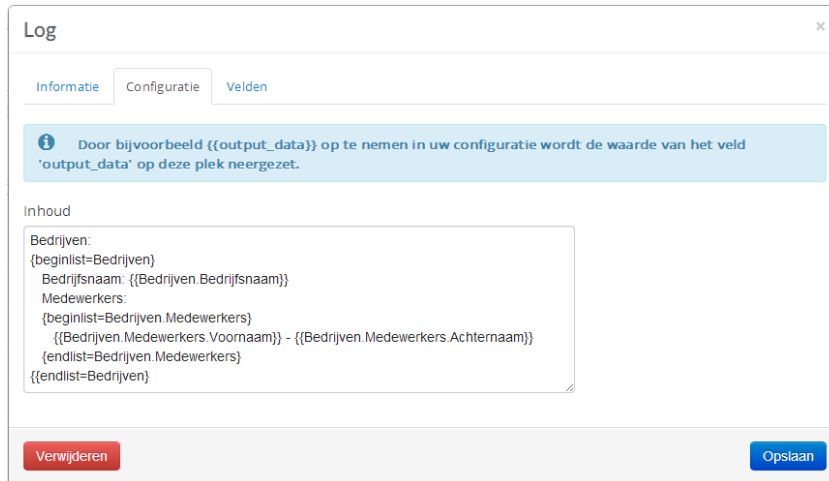 Log
×
Informatie Configuratie Velden
Door bijvoorbeeld {{output_data}} op te nemen in uw configuratie wordt de waarde van het veld
'output_data' op deze plek neergezet.
Inhoud
Bedrijven:
{beginlist=Bedrijven}
Bedrijfsnaam: {{Bedrijven.Bedrijfsnaam}}
Medewerkers:
{beginlist=Bedrijven.Medewerkers}
{{Bedrijven.Medewerkers.Voornaam}} - {{Bedrijven.Medewerkers.Achternaam}}
{endlist=Bedrijven.Medewerkers}
{{endlist=Bedrijven}
Verwijderen Opslaan